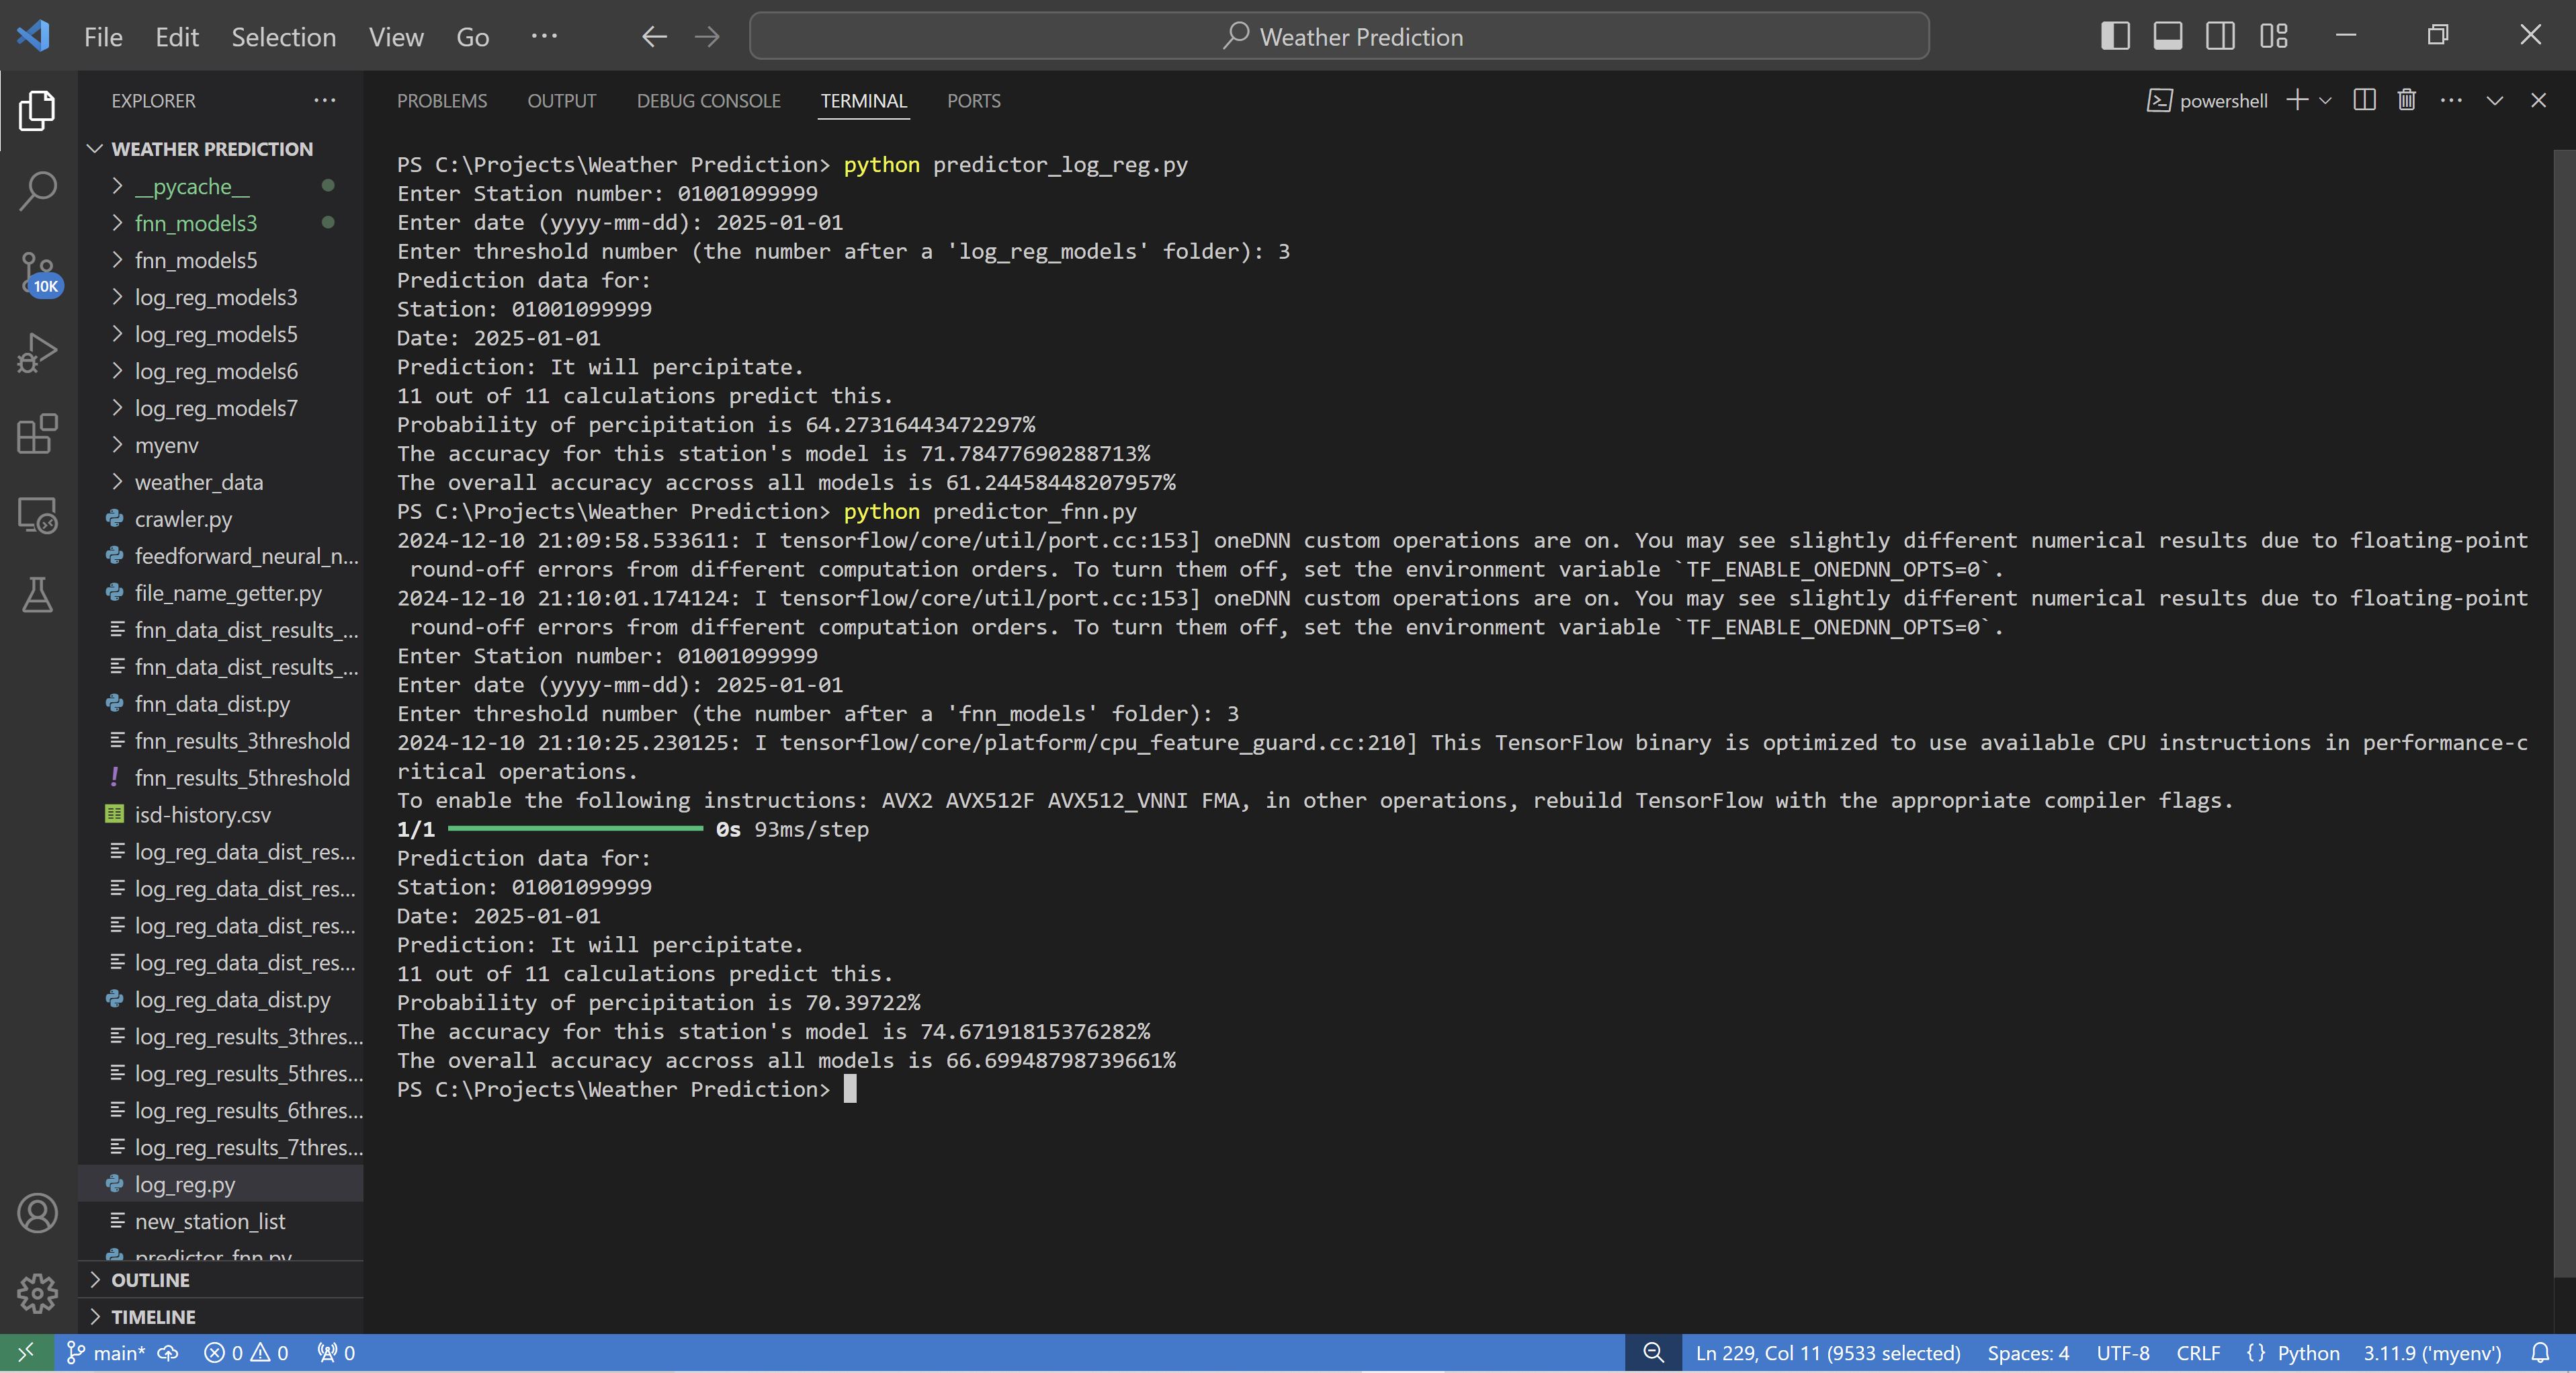 File Edit Selection View Go ··· Weather Prediction
EXPLORER ···
WEATHER PREDICTION
__pycache__
fnn_models3
fnn_models5
log_reg_models3
log_reg_models5
log_reg_models6
log_reg_models7
myenv
weather_data
crawler.py
feedforward_neural_n...
file_name_getter.py
fnn_data_dist_results_...
fnn_data_dist_results_...
fnn_data_dist.py
fnn_results_3threshold
! fnn_results_5threshold
isd-history.csv
log_reg_data_dist_res...
log_reg_data_dist_res...
log_reg_data_dist_res...
log_reg_data_dist_res...
log_reg_data_dist.py
log_reg_results_3thres...
log_reg_results_5thres...
log_reg_results_6thres...
log_reg_results_7thres...
log_reg.py
new_station_list
predictor_fnn.py
OUTLINE
TIMELINE
10K
PROBLEMS OUTPUT DEBUG CONSOLE TERMINAL PORTS powershell
PS C:\Projects\Weather Prediction> python predictor_log_reg.py
Enter Station number: 01001099999
Enter date (yyyy-mm-dd): 2025-01-01
Enter threshold number (the number after a 'log_reg_models' folder): 3
Prediction data for:
Station: 01001099999
Date: 2025-01-01
Prediction: It will percipitate.
11 out of 11 calculations predict this.
Probability of percipitation is 64.27316443472297%
The accuracy for this station's model is 71.78477690288713%
The overall accuracy accross all models is 61.24458448207957%
PS C:\Projects\Weather Prediction> python predictor_fnn.py
2024-12-10 21:09:58.533611: I tensorflow/core/util/port.cc:153] oneDNN custom operations are on. You may see slightly different numerical results due to floating-point
round-off errors from different computation orders. To turn them off, set the environment variable `TF_ENABLE_ONEDNN_OPTS=0`.
2024-12-10 21:10:01.174124: I tensorflow/core/util/port.cc:153] oneDNN custom operations are on. You may see slightly different numerical results due to floating-point
round-off errors from different computation orders. To turn them off, set the environment variable `TF_ENABLE_ONEDNN_OPTS=0`.
Enter Station number: 01001099999
Enter date (yyyy-mm-dd): 2025-01-01
Enter threshold number (the number after a 'fnn_models' folder): 3
2024-12-10 21:10:25.230125: I tensorflow/core/platform/cpu_feature_guard.cc:210] This TensorFlow binary is optimized to use available CPU instructions in performance-c
ritical operations.
To enable the following instructions: AVX2 AVX512F AVX512_VNNI FMA, in other operations, rebuild TensorFlow with the appropriate compiler flags.
1/1 ━━━━━━━━━━━━━━━━━━━━ 0s 93ms/step
Prediction data for:
Station: 01001099999
Date: 2025-01-01
Prediction: It will percipitate.
11 out of 11 calculations predict this.
Probability of percipitation is 70.39722%
The accuracy for this station's model is 74.67191815376282%
The overall accuracy accross all models is 66.69948798739661%
PS C:\Projects\Weather Prediction>
main* 0 0 0 Ln 229, Col 11 (9533 selected) Spaces: 4 UTF-8 CRLF {} Python 3.11.9 ('myenv')